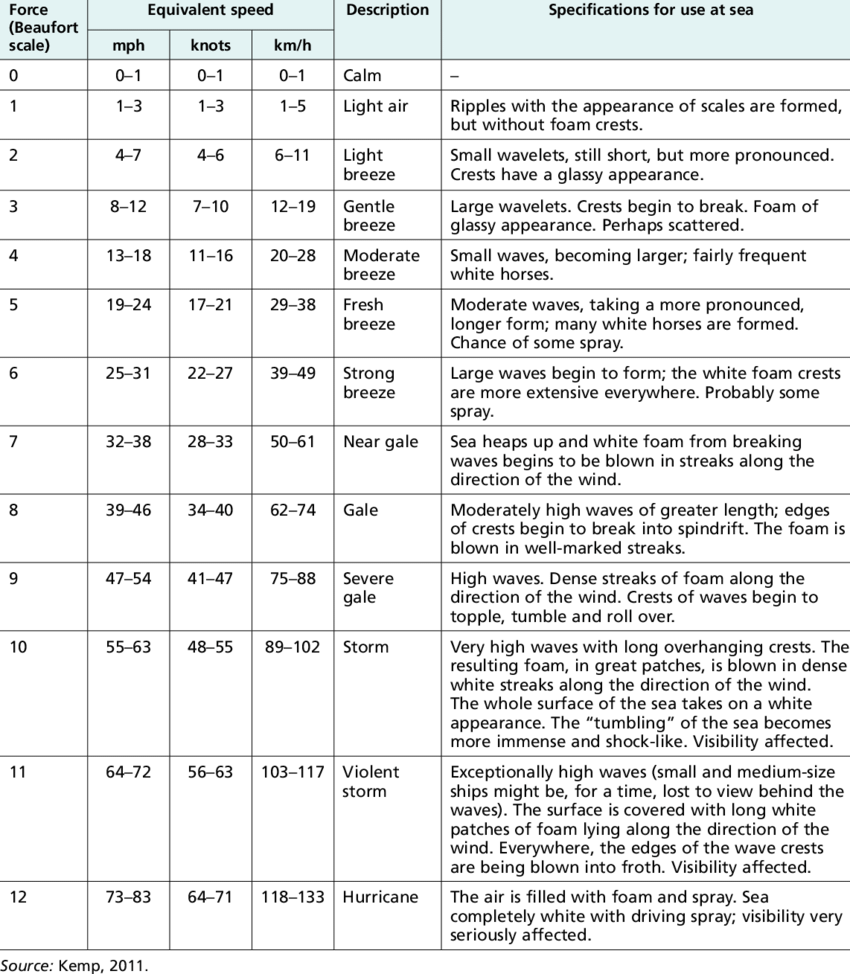 Force (Beaufort scale) Equivalent speed Description Specifications for use at sea
mph knots km/h
0 0–1 0–1 0–1 Calm –
1 1–3 1–3 1–5 Light air Ripples with the appearance of scales are formed,
but without foam crests.
2 4–7 4–6 6–11 Light breeze Small wavelets, still short, but more pronounced.
Crests have a glassy appearance.
3 8–12 7–10 12–19 Gentle breeze Large wavelets. Crests begin to break. Foam of
glassy appearance. Perhaps scattered.
4 13–18 11–16 20–28 Moderate breeze Small waves, becoming larger; fairly frequent
white horses.
5 19–24 17–21 29–38 Fresh breeze Moderate waves, taking a more pronounced,
longer form; many white horses are formed.
Chance of some spray.
6 25–31 22–27 39–49 Strong breeze Large waves begin to form; the white foam crests
are more extensive everywhere. Probably some
spray.
7 32–38 28–33 50–61 Near gale Sea heaps up and white foam from breaking
waves begins to be blown in streaks along the
direction of the wind.
8 39–46 34–40 62–74 Gale Moderately high waves of greater length; edges
of crests begin to break into spindrift. The foam is
blown in well-marked streaks.
9 47–54 41–47 75–88 Severe gale High waves. Dense streaks of foam along the
direction of the wind. Crests of waves begin to
topple, tumble and roll over.
10 55–63 48–55 89–102 Storm Very high waves with long overhanging crests. The
resulting foam, in great patches, is blown in dense
white streaks along the direction of the wind.
The whole surface of the sea takes on a white
appearance. The “tumbling” of the sea becomes
more immense and shock-like. Visibility affected.
11 64–72 56–63 103–117 Violent storm Exceptionally high waves (small and medium-size
ships might be, for a time, lost to view behind the
waves). The surface is covered with long white
patches of foam lying along the direction of the
wind. Everywhere, the edges of the wave crests
are being blown into froth. Visibility affected.
12 73–83 64–71 118–133 Hurricane The air is filled with foam and spray. Sea
completely white with driving spray; visibility very
seriously affected.
Source: Kemp, 2011.